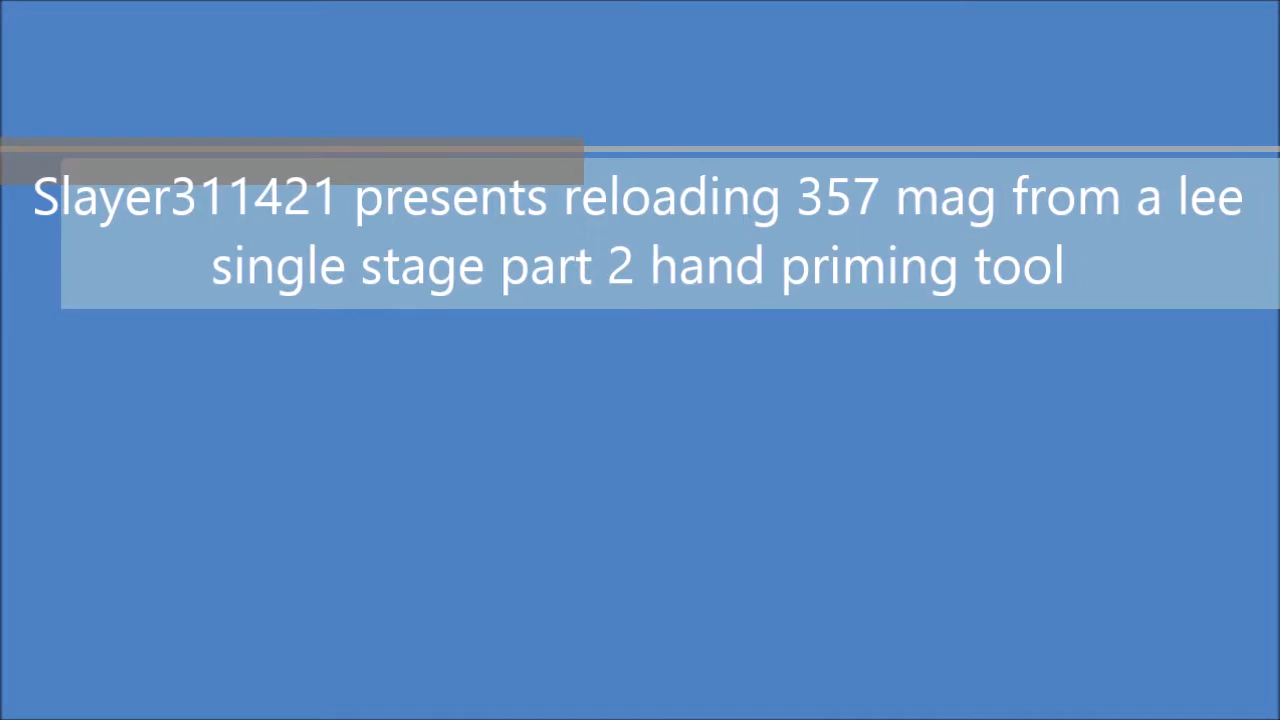 Slayer311421 presents reloading 357 mag from a lee
single stage part 2 hand priming tool